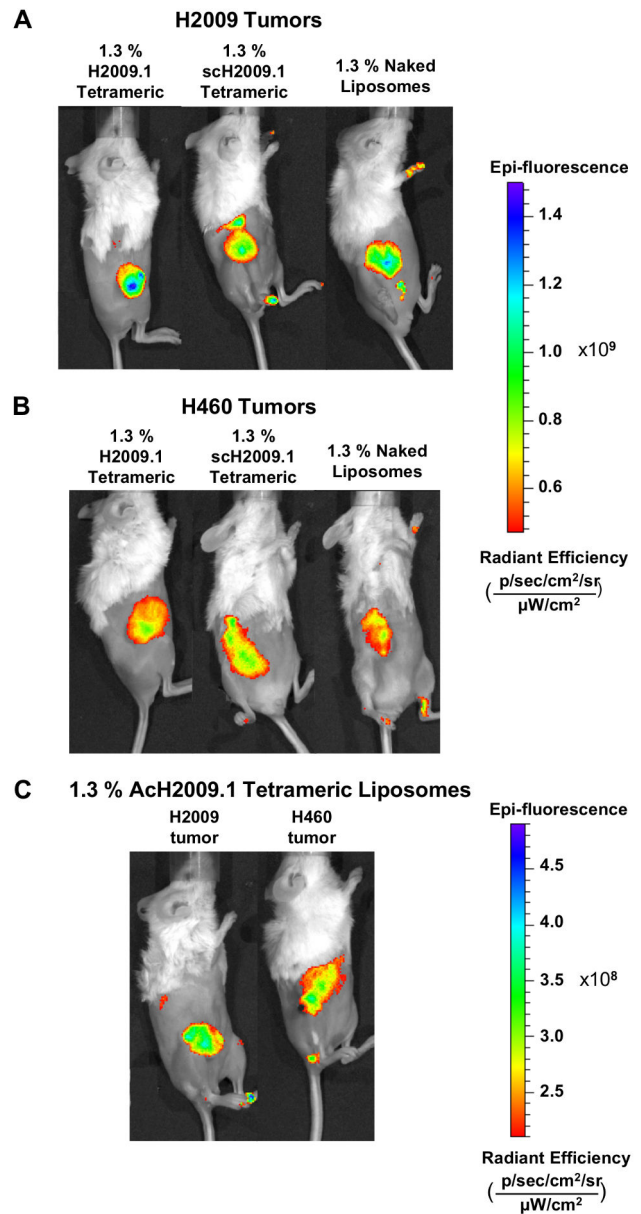 A
H2009 Tumors
1.3 %
H2009.1
Tetrameric
1.3 %
scH2009.1
Tetrameric
1.3 % Naked
Liposomes
Epi-fluorescence
1.4
1.2
1.0
0.8
0.6
x10⁹
Radiant Efficiency
(p/sec/cm²/sr
µW/cm²)
B
H460 Tumors
1.3 %
H2009.1
Tetrameric
1.3 %
scH2009.1
Tetrameric
1.3 % Naked
Liposomes
C
1.3 % AcH2009.1 Tetrameric Liposomes
H2009
tumor
H460
tumor
Epi-fluorescence
4.5
4.0
3.5
3.0
2.5
x10⁸
Radiant Efficiency
(p/sec/cm²/sr
µW/cm²)